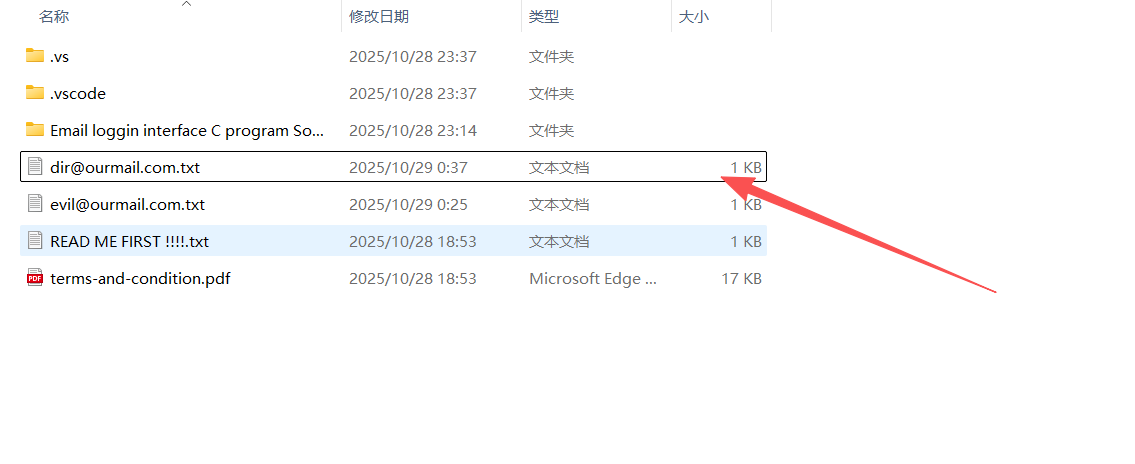 名称 修改日期 类型 大小
.vs 2025/10/28 23:37 文件夹
.vscode 2025/10/28 23:37 文件夹
Email loggin interface C program So... 2025/10/28 23:14 文件夹
dir@ourmail.com.txt 2025/10/29 0:37 文本文档 1 KB
evil@ourmail.com.txt 2025/10/29 0:25 文本文档 1 KB
READ ME FIRST !!!!.txt 2025/10/28 18:53 文本文档 1 KB
terms-and-condition.pdf 2025/10/28 18:53 Microsoft Edge ... 17 KB